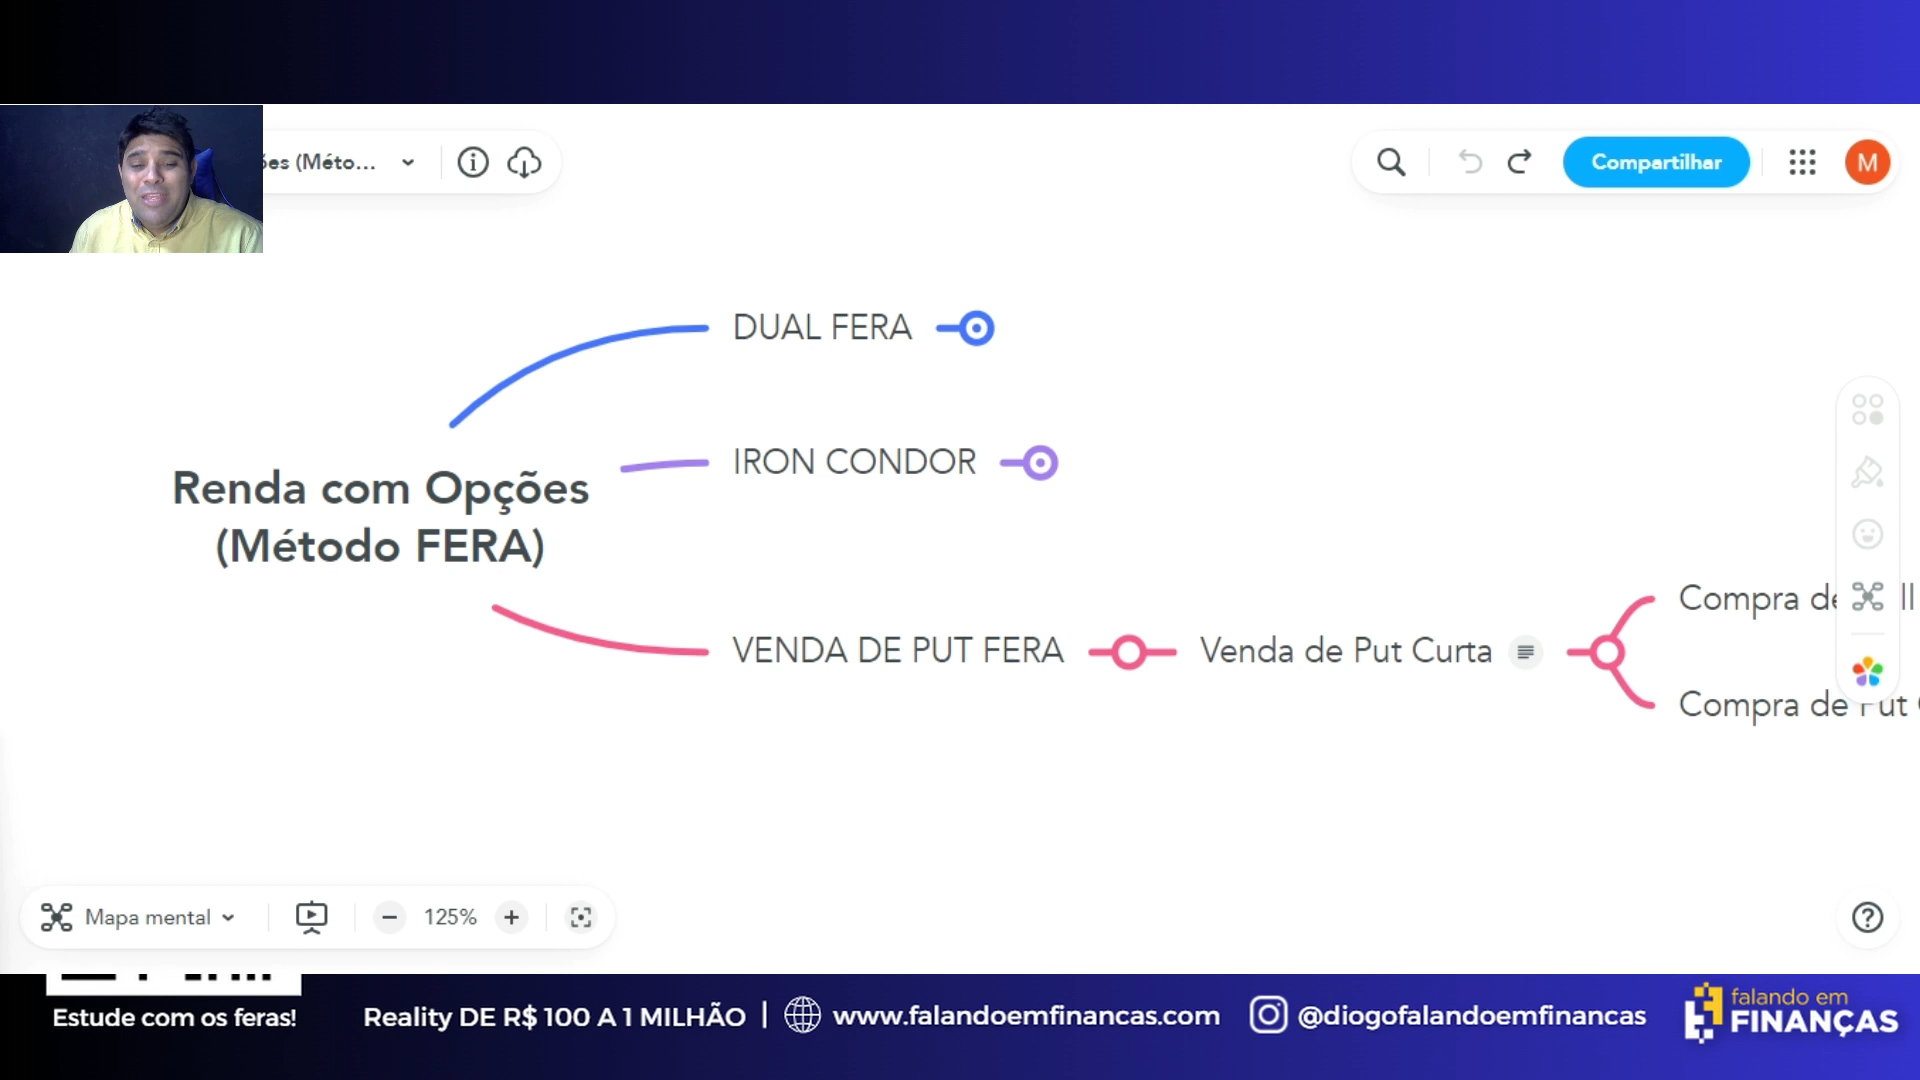 ões (Méto...
Compartilhar
M
DUAL FERA
IRON CONDOR
Renda com Opções
(Método FERA)
VENDA DE PUT FERA
Venda de Put Curta
Compra de
Compra de Put
Mapa mental
125%
Estude com os feras!
Reality DE R$ 100 A 1 MILHÃO | www.falandoemfinancas.com
@diogofalandoemfinancas
falando em
FINANÇAS